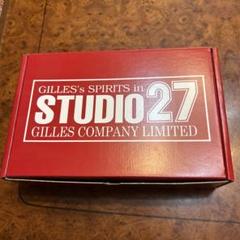 GILLES's SPIRITS in
STUDIO27
GILLES COMPANY LIMITED